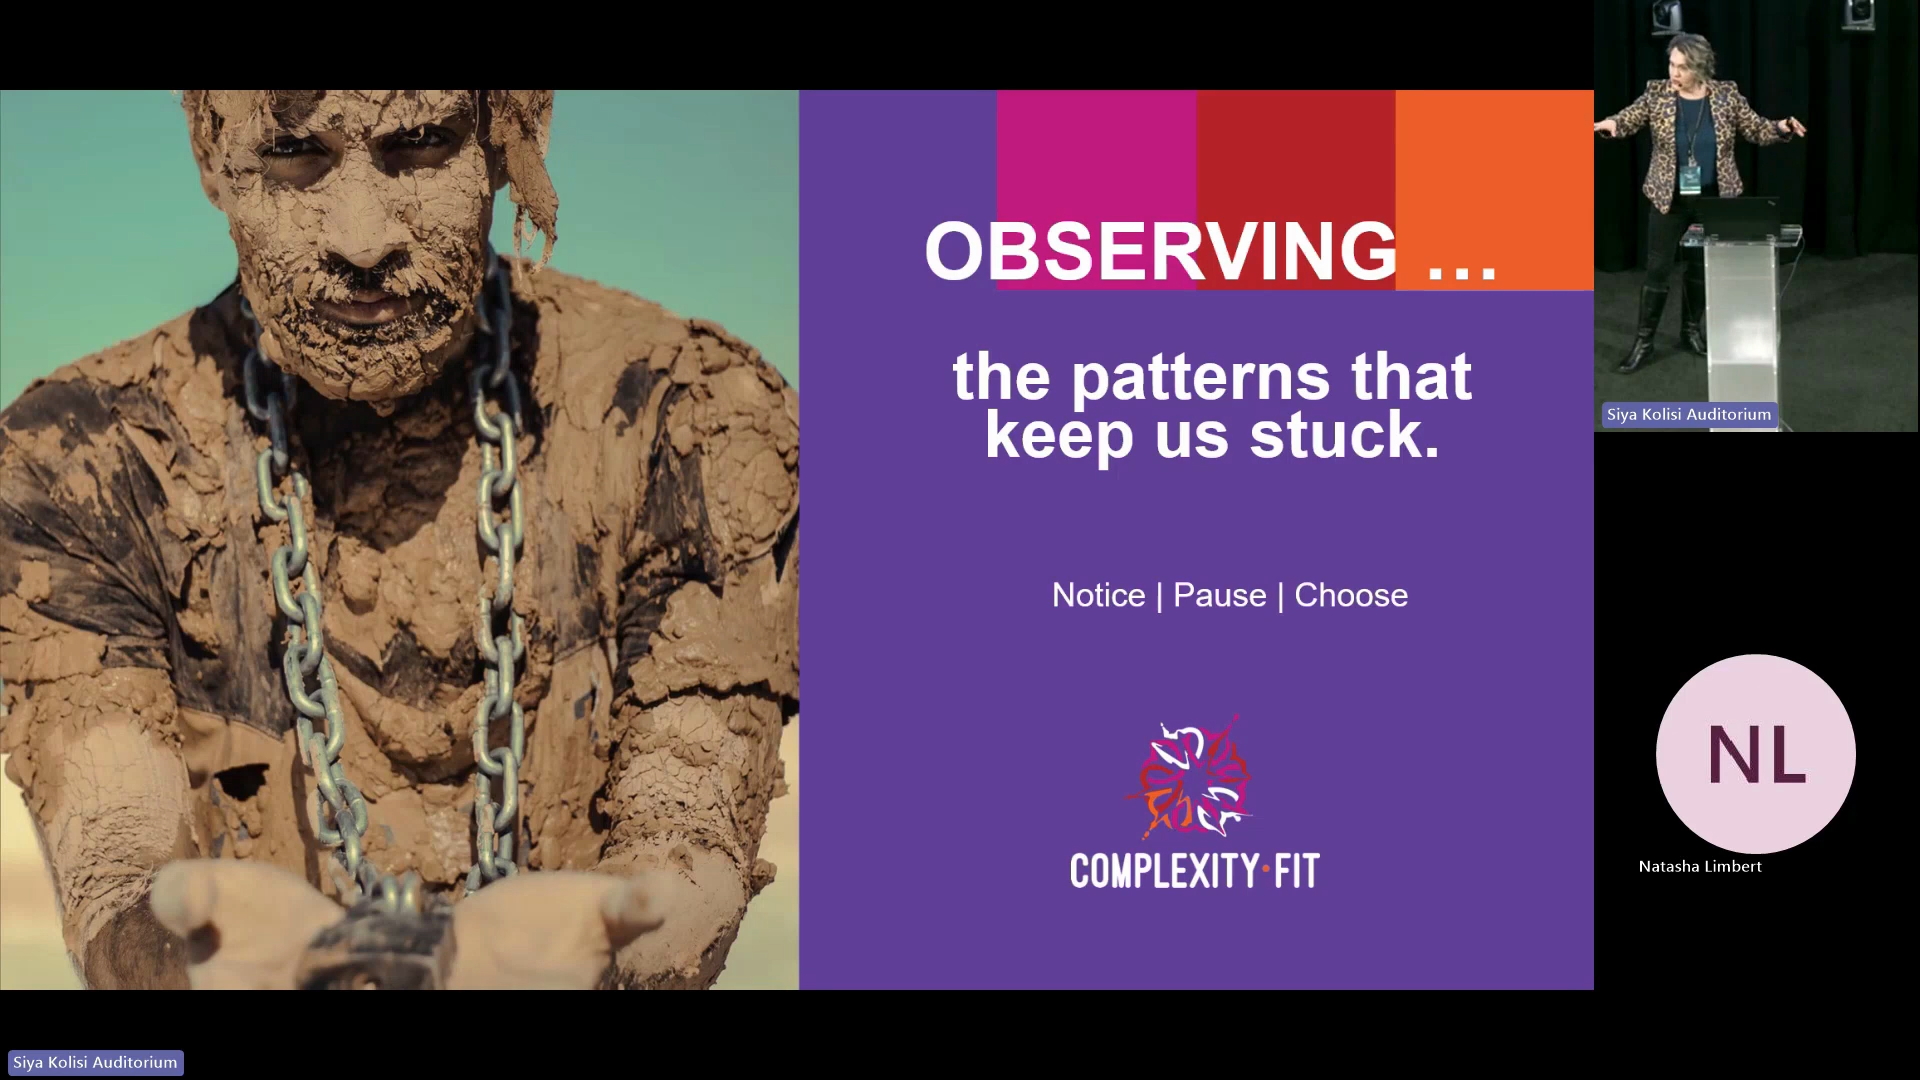 OBSERVING ...
the patterns that
keep us stuck.
Notice | Pause | Choose
COMPLEXITY·FIT
Siya Kolisi Auditorium
NL
Natasha Limbert
Siya Kolisi Auditorium